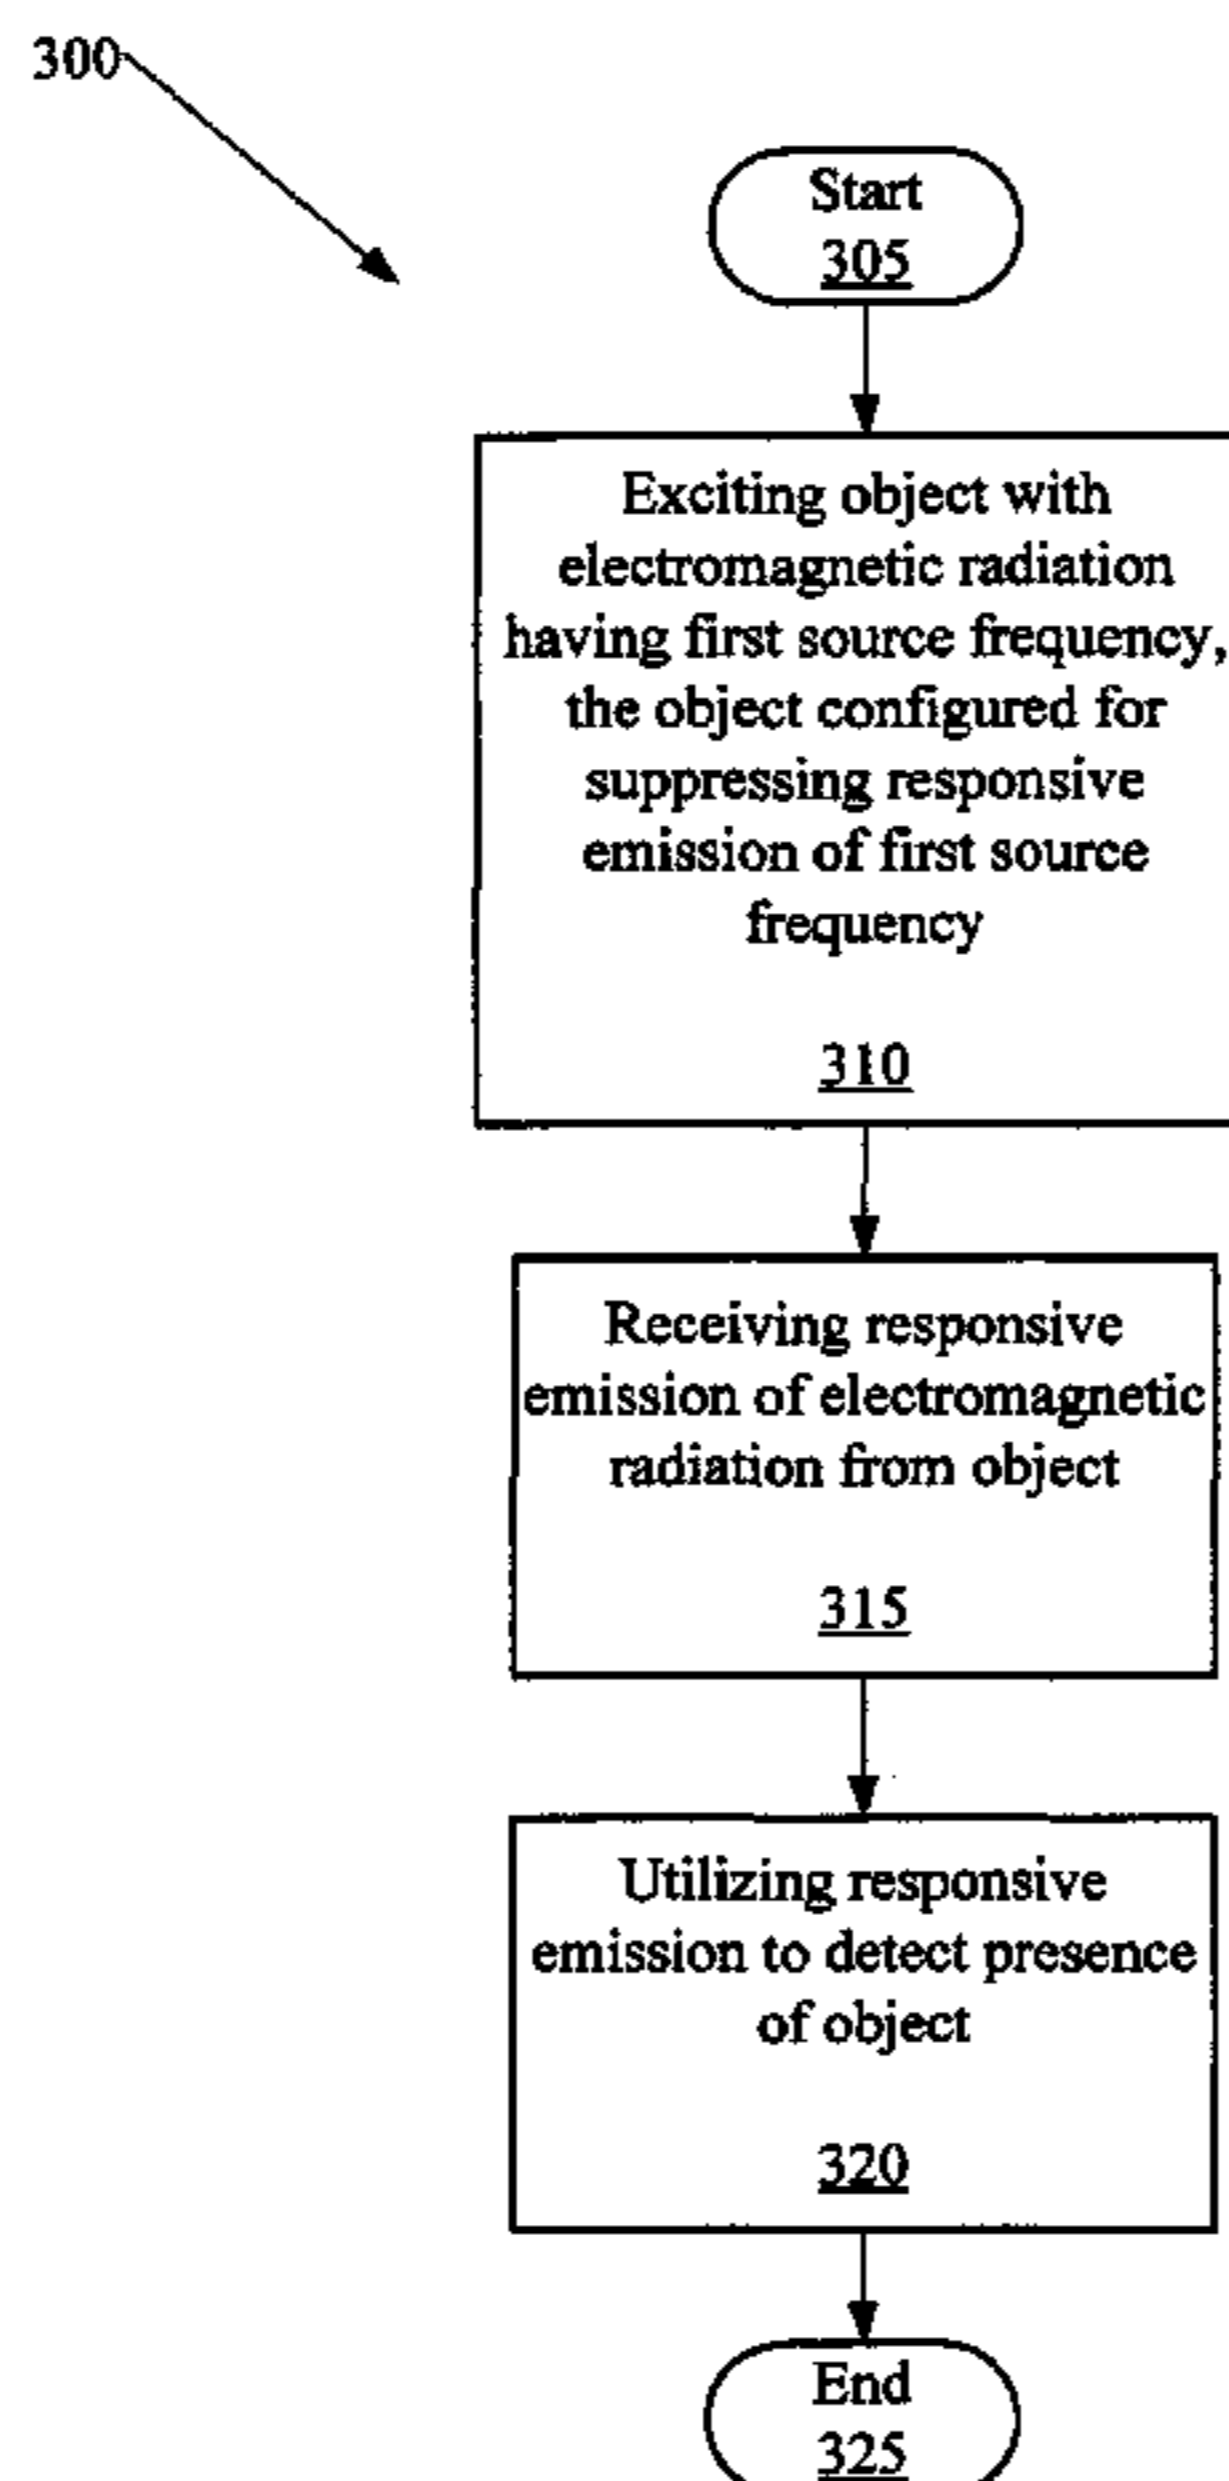 300
Start
305
Exciting object with
electromagnetic radiation
having first source frequency,
the object configured for
suppressing responsive
emission of first source
frequency
310
Receiving responsive
emission of electromagnetic
radiation from object
315
Utilizing responsive
emission to detect presence
of object
320
End
325